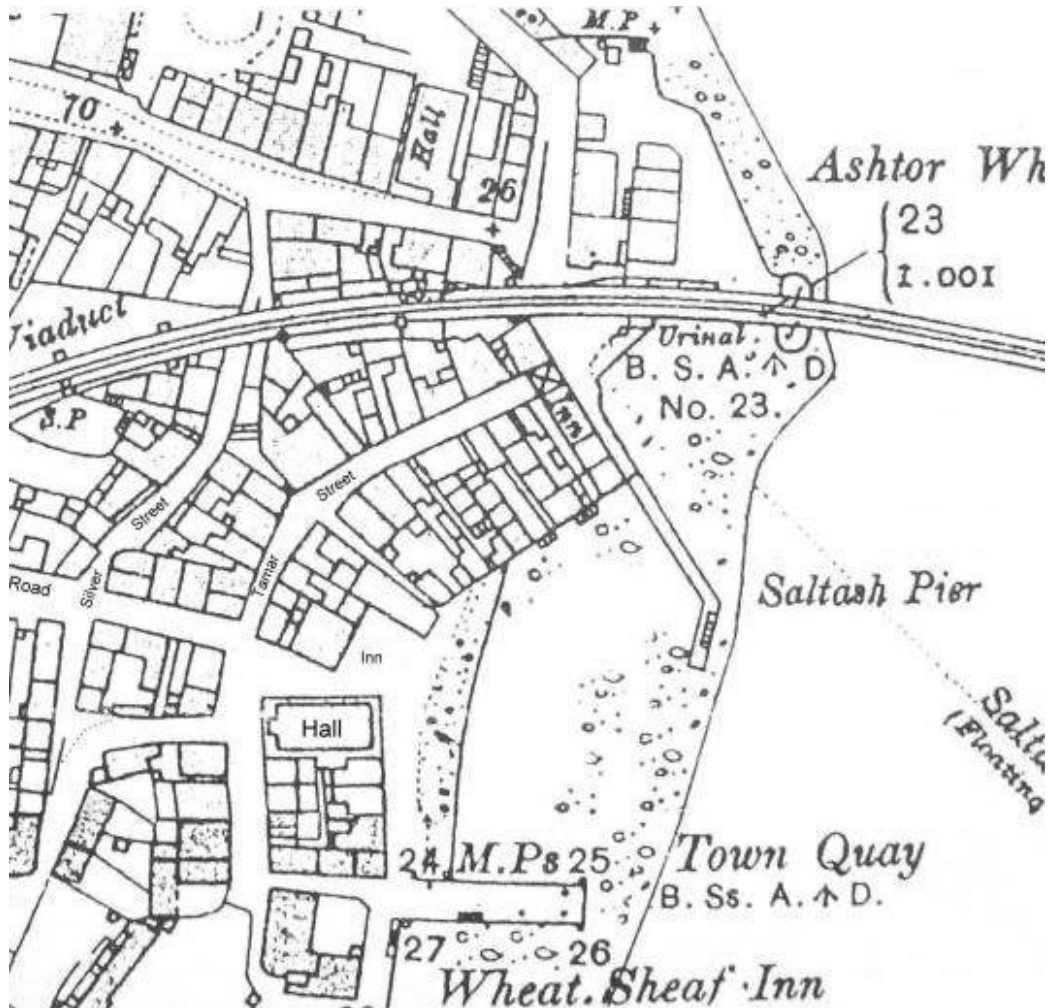 M.P
70
Hall
26
Ashtor Wh
23
1.001
Viaduct
Urinal.
B. S. A. ↑ D
No. 23.
S.P
Street
Street
Road
Silver
Tamar
Saltash Pier
Inn
Hall
Salta
(Floating
24 M.Ps 25
Town Quay
B. Ss. A. ↑ D.
27
26
Wheat. Sheaf Inn